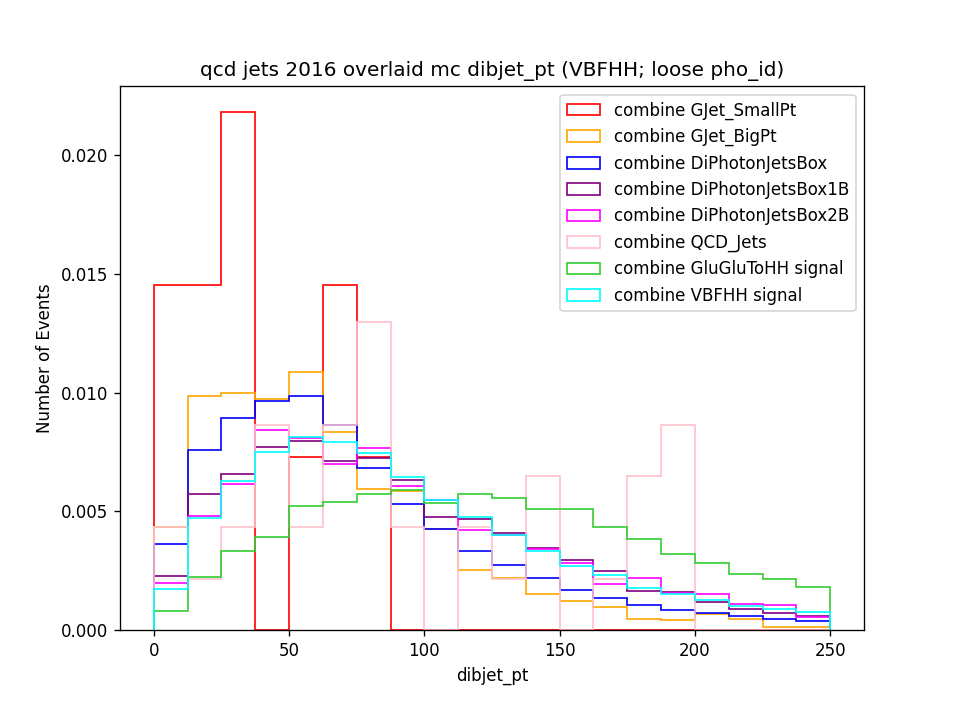 qcd jets 2016 overlaid mc dibjet_pt (VBFHH; loose pho_id)
combine GJet_SmallPt
combine GJet_BigPt
combine DiPhotonJetsBox
combine DiPhotonJetsBox1B
combine DiPhotonJetsBox2B
combine QCD_Jets
combine GluGluToHH signal
combine VBFHH signal
Number of Events
0.020
0.015
0.010
0.005
0.000
0 50 100 150 200 250
dibjet_pt